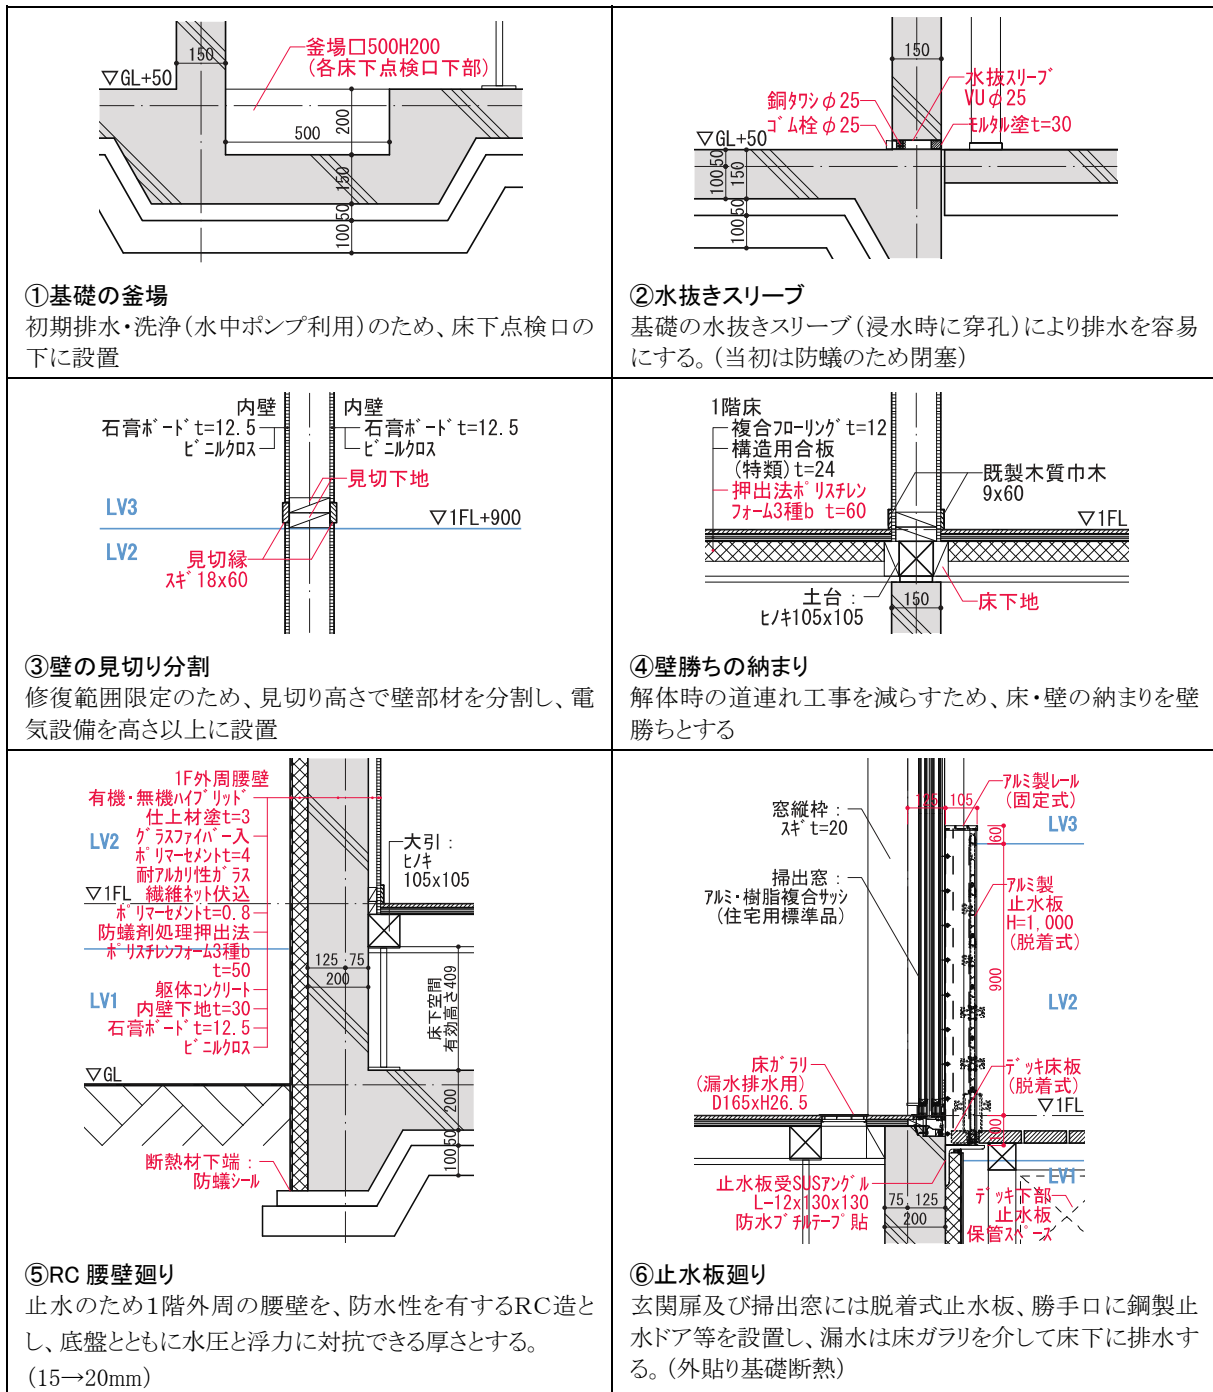 150
釜場口500H200
(各床下点検口下部)
▽GL+50
500
200
150
50
100
①基礎の釜場
初期排水・洗浄(水中ポンプ利用)のため、床下点検口の
下に設置
150
水抜スリーブ
VUφ25
銅タワシφ25
ゴム栓φ25
モルタル塗t=30
▽GL+50
50
100
150
50
100
②水抜きスリーブ
基礎の水抜きスリーブ(浸水時に穿孔)により排水を容易
にする。(当初は防蟻のため閉塞)
内壁
石膏ボードt=12.5
ビニルクロス
内壁
石膏ボードt=12.5
ビニルクロス
見切下地
LV3
▽1FL+900
LV2
見切縁
スギ18x60
③壁の見切り分割
修復範囲限定のため、見切り高さで壁部材を分割し、電
気設備を高さ以上に設置
1階床
複合フローリングt=12
構造用合板
(特類)t=24
押出法ポリスチレン
フォーム3種b t=60
既製木質巾木
9x60
▽1FL
土台:
ヒノキ105x105
150
床下地
④壁勝ちの納まり
解体時の道連れ工事を減らすため、床・壁の納まりを壁
勝ちとする
1F外周腰壁
有機・無機ハイブリッド
仕上材塗t=3
グラスファイバー入
ポリマーセメントt=4
耐アルカリ性ガラス
繊維ネット伏込
ポリマーセメントt=0.8
防蟻剤処理押出法
ポリスチレンフォーム3種b
t=50
躯体コンクリート
内壁下地t=30
石膏ボードt=12.5
ビニルクロス
LV2
▽1FL
LV1
▽GL
大引:
ヒノキ
105x105
125 75
200
床下空間
有効高さ409
200
50
100
断熱材下端:
防蟻シール
⑤RC 腰壁廻り
止水のため1階外周の腰壁を、防水性を有するRC造と
し、底盤とともに水圧と浮力に対抗できる厚さとする。
(15→20mm)
125 105
アルミ製レール
(固定式)
窓縦枠:
スギt=20
LV3
60
掃出窓:
アルミ・樹脂複合サッシ
(住宅用標準品)
アルミ製
止水板
H=1,000
(脱着式)
900
LV2
床ガラリ
(漏水排水用)
D165xH26.5
デッキ床板
(脱着式)
▽1FL
100
止水板受SUSアングル
L-12x130x130
防水ブチルテープ貼
75 125
200
LV1
デッキ下部
止水板
保管スペース
⑥止水板廻り
玄関扉及び掃出窓には脱着式止水板、勝手口に鋼製止
水ドア等を設置し、漏水は床ガラリを介して床下に排水す
る。(外貼り基礎断熱)